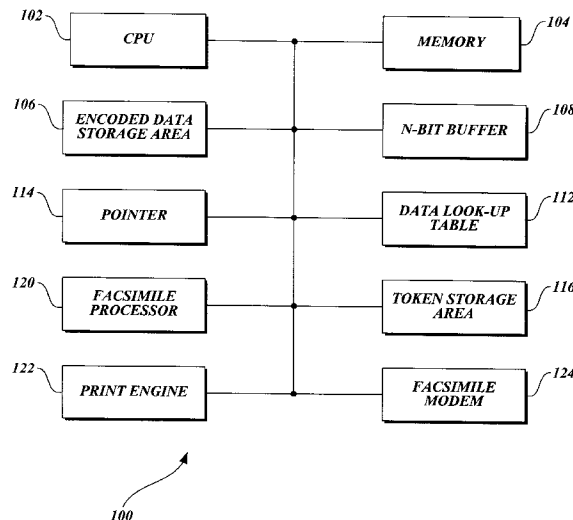 102
CPU
MEMORY
104
106
ENCODED DATA
STORAGE AREA
N-BIT BUFFER
108
114
POINTER
DATA LOOK-UP
TABLE
112
120
FACSIMILE
PROCESSOR
TOKEN STORAGE
AREA
116
122
PRINT ENGINE
FACSIMILE
MODEM
124
100